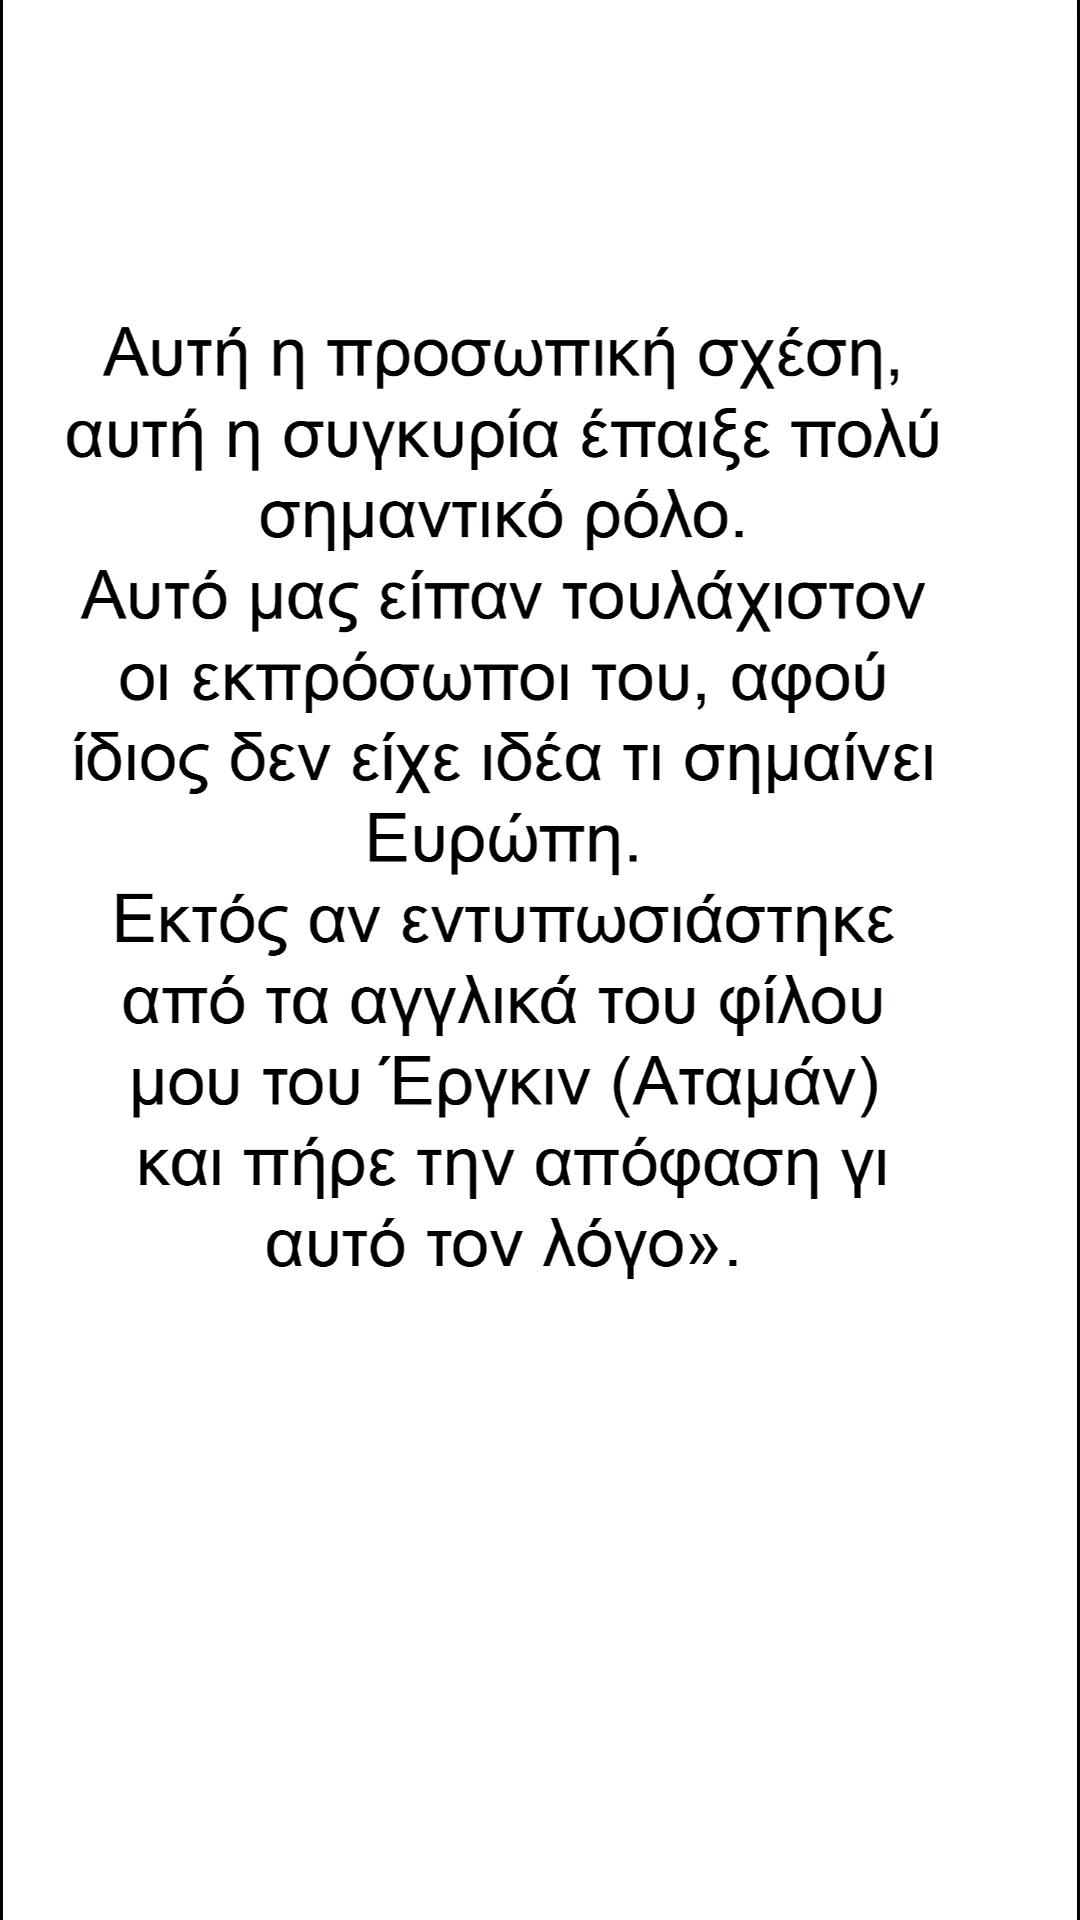 Αυτή η προσωπική σχέση,
αυτή η συγκυρία έπαιξε πολύ
σημαντικό ρόλο.
Αυτό μας είπαν τουλάχιστον
οι εκπρόσωποι του, αφού
ίδιος δεν είχε ιδέα τι σημαίνει
Ευρώπη.
Εκτός αν εντυπωσιάστηκε
από τα αγγλικά του φίλου
μου του Έργκιν (Αταμάν)
και πήρε την απόφαση γι
αυτό τον λόγο».